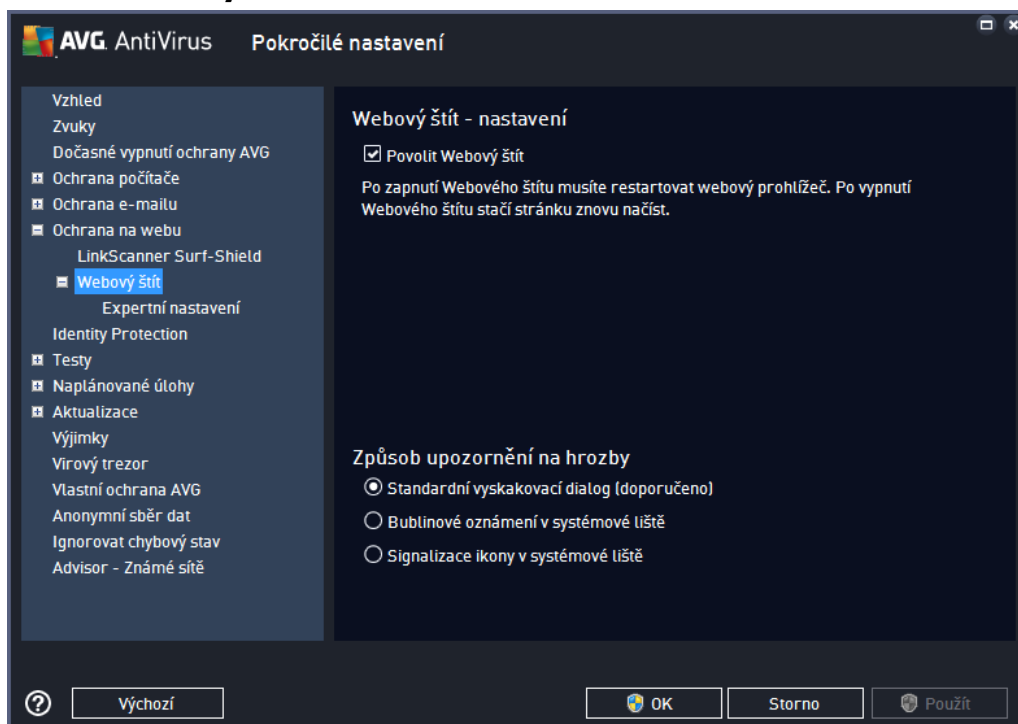 AVG. AntiVirus Pokročilé nastavení
Vzhled
Zvuky
Dočasné vypnutí ochrany AVG
Ochrana počítače
Ochrana e-mailu
Ochrana na webu
LinkScanner Surf-Shield
Webový štít
Expertní nastavení
Identity Protection
Testy
Naplánované úlohy
Aktualizace
Výjimky
Virový trezor
Vlastní ochrana AVG
Anonymní sběr dat
Ignorovat chybový stav
Advisor - Známé sítě
Webový štít - nastavení
Povolit Webový štít
Po zapnutí Webového štítu musíte restartovat webový prohlížeč. Po vypnutí
Webového štítu stačí stránku znovu načíst.
Způsob upozornění na hrozby
Standardní vyskakovací dialog (doporučeno)
Bublinové oznámení v systémové liště
Signalizace ikony v systémové liště
? Výchozí OK Storno Použít